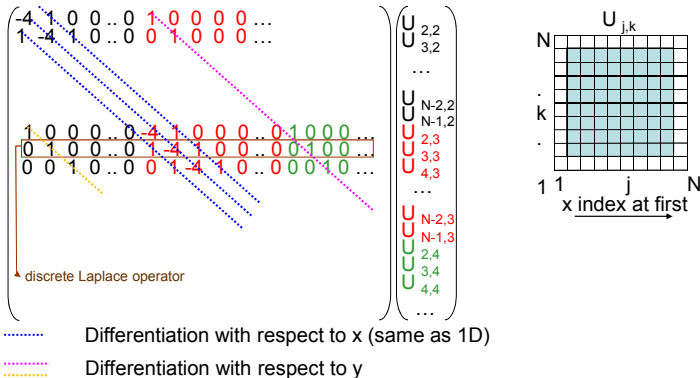 -4 1 0 0 .. 0 1 0 0 0 0 ...
1 -4 1 0 .. 0 0 1 0 0 0 ...
1 0 0 0 .. 0 -4 1 0 0 0 .. 0 1 0 0 0 ...
0 1 0 0 .. 0 1 -4 1 0 0 .. 0 0 1 0 0 ...
0 0 1 0 .. 0 0 1 -4 1 0 .. 0 0 0 1 0 ...
discrete Laplace operator
U 2,2
U 3,2
...
U N-2,2
U N-1,2
U 2,3
U 3,3
U 4,3
...
U N-2,3
U N-1,3
U 2,4
U 3,4
U 4,4
...
U j,k
N
.
k
.
1
1 j N
x index at first
Differentiation with respect to x (same as 1D)
Differentiation with respect to y